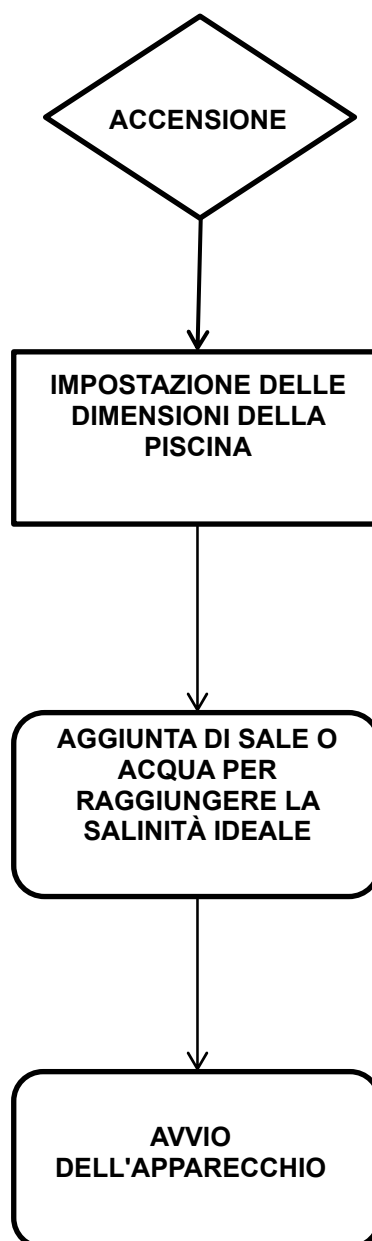 ACCENSIONE
IMPOSTAZIONE DELLE
DIMENSIONI DELLA
PISCINA
AGGIUNTA DI SALE O
ACQUA PER
RAGGIUNGERE LA
SALINITÀ IDEALE
AVVIO
DELL'APPARECCHIO